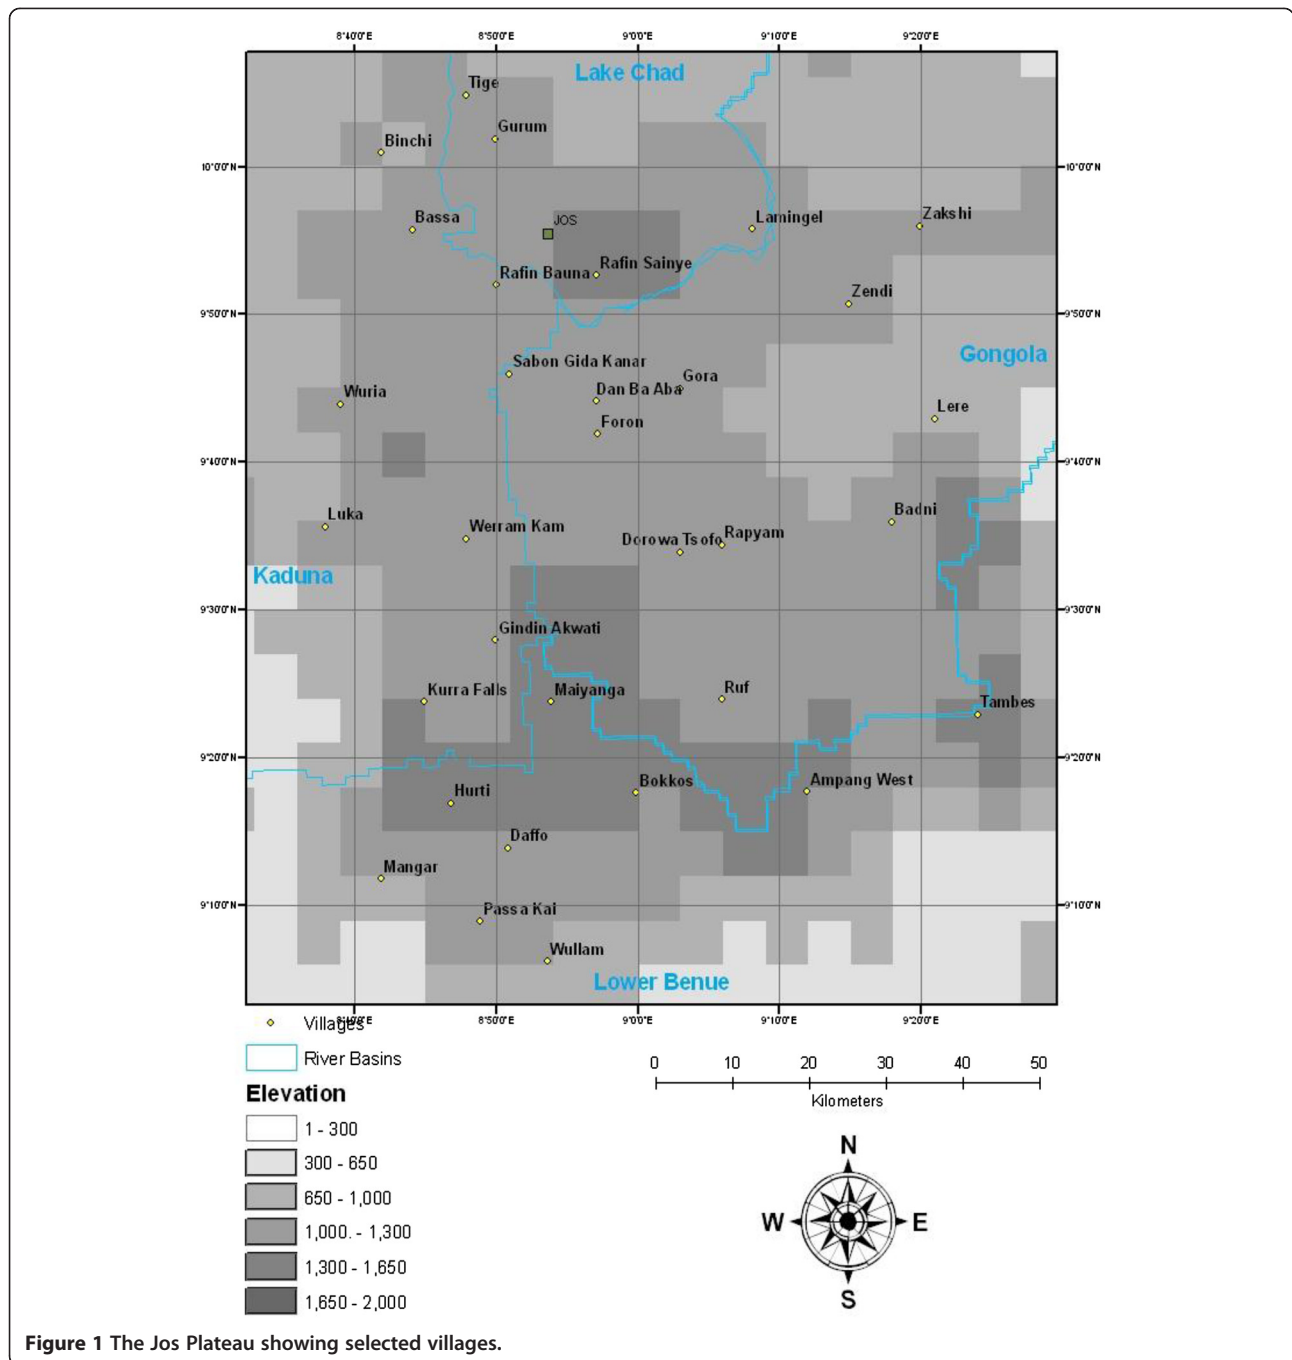 8°40'0"E 8°50'0"E 9°0'0"E 9°10'0"E 9°20'0"E
Lake Chad
Tige
Gurum
Binchi
10°0'0"N 10°0'0"N
Bassa
JOS
Lamingel
Zakshi
Rafin Sainye
Rafin Bauna
Zendi
9°50'0"N 9°50'0"N
Gongola
Sabon Gida Kanar
Gora
Dan Ba Aba
Wuria
Lere
Foron
9°40'0"N 9°40'0"N
Badni
Luka
Werram Kam
Rapyam
Dorowa Tsofo
Kaduna
9°30'0"N 9°30'0"N
Gindin Akwati
Kurra Falls
Maiyanga
Ruf
Tambes
9°20'0"N 9°20'0"N
Ampang West
Bokkos
Hurti
Daffo
Mangar
9°10'0"N 9°10'0"N
Passa Kai
Wullam
Lower Benue
8°40'0"E 8°50'0"E 9°0'0"E 9°10'0"E 9°20'0"E
Villages
River Basins
0 10 20 30 40 50
Kilometers
Elevation
1 - 300
300 - 650
650 - 1,000
1,000. - 1,300
1,300 - 1,650
1,650 - 2,000
N
W E
S
Figure 1 The Jos Plateau showing selected villages.